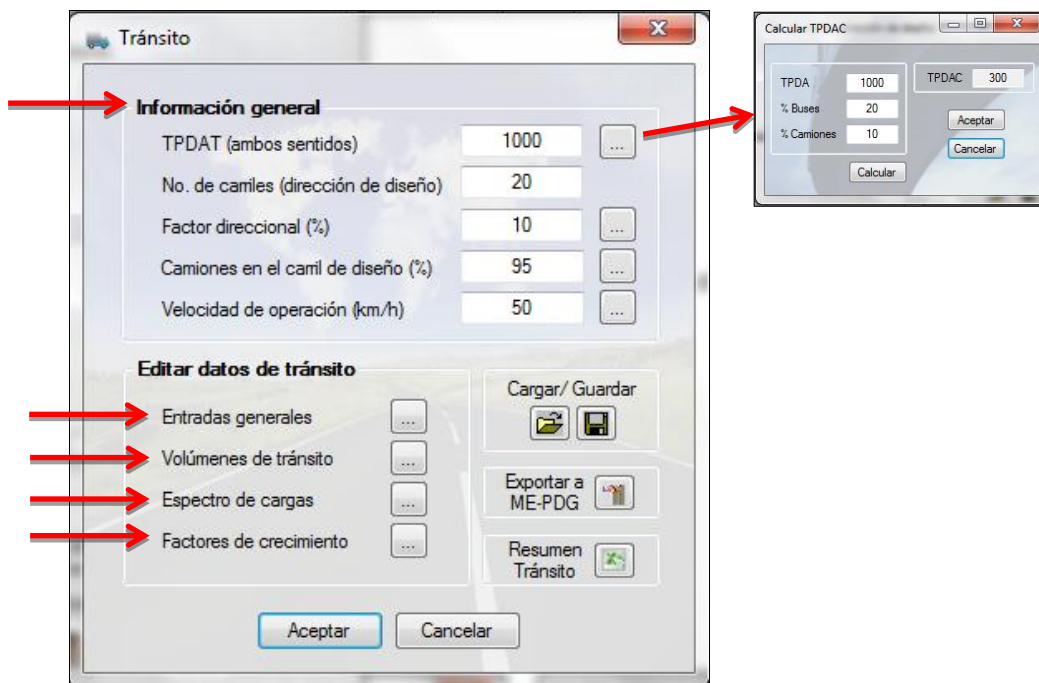 Tránsito
Información general
TPDAT (ambos sentidos) 1000 ...
No. de carriles (dirección de diseño) 20
Factor direccional (%) 10 ...
Camiones en el carril de diseño (%) 95 ...
Velocidad de operación (km/h) 50 ...
Editar datos de tránsito
Entradas generales ...
Volúmenes de tránsito ...
Espectro de cargas ...
Factores de crecimiento ...
Cargar/ Guardar
Exportar a
ME-PDG
Resumen
Tránsito
Aceptar Cancelar
Calcular TPDAC
TPDA 1000
% Buses 20
% Camiones 10
Calcular
TPDAC 300
Aceptar
Cancelar